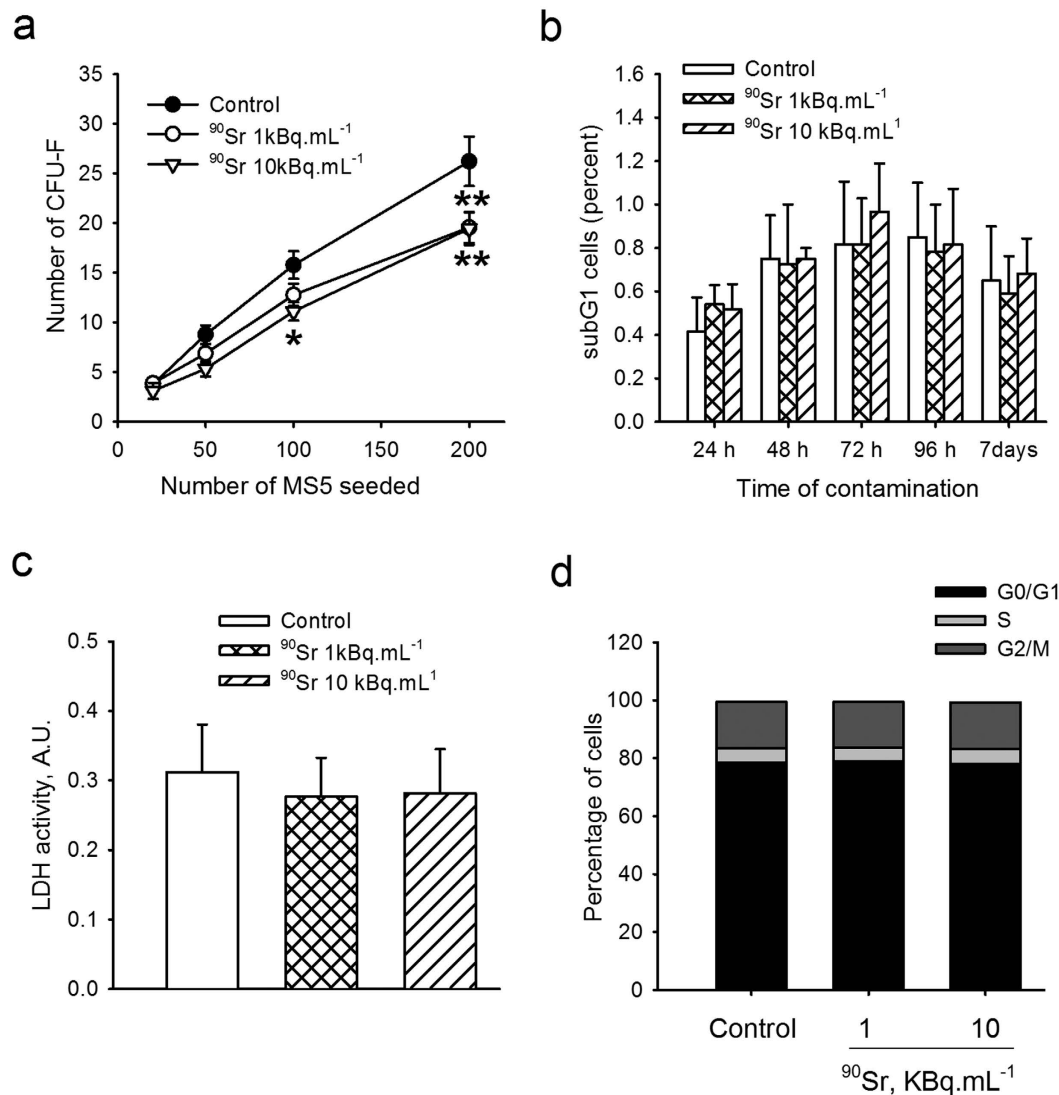 a
Number of CFU-F
35
30
25
20
15
10
5
0
Control
⁹⁰Sr 1kBq.mL⁻¹
⁹⁰Sr 10kBq.mL⁻¹
**
**
*
0 50 100 150 200
Number of MS5 seeded
b
subG1 cells (percent)
1.6
1.4
1.2
1.0
0.8
0.6
0.4
0.2
0.0
Control
⁹⁰Sr 1kBq.mL⁻¹
⁹⁰Sr 10 kBq.mL¹
24 h 48 h 72 h 96 h 7days
Time of contamination
c
LDH activity, A.U.
0.5
0.4
0.3
0.2
0.1
0.0
Control
⁹⁰Sr 1kBq.mL⁻¹
⁹⁰Sr 10 kBq.mL¹
d
G0/G1
S
G2/M
Percentage of cells
120
100
80
60
40
20
0
Control 1 10
⁹⁰Sr, KBq.mL⁻¹